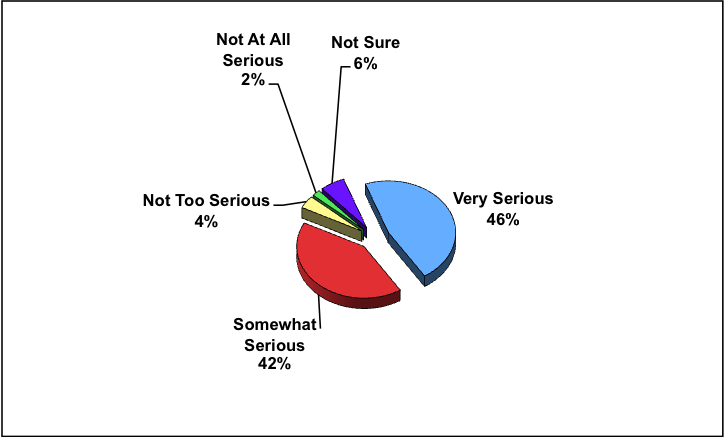 Not At All
Serious
2%
Not Sure
6%
Very Serious
46%
Not Too Serious
4%
Somewhat
Serious
42%